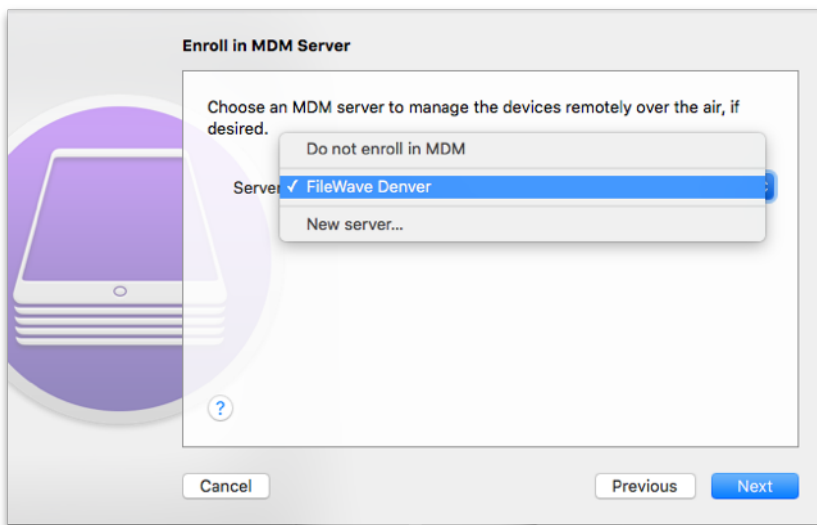 Enroll in MDM Server
Choose an MDM server to manage the devices remotely over the air, if
desired.
Do not enroll in MDM
Server ✓ FileWave Denver
New server...
?
Cancel
Previous
Next